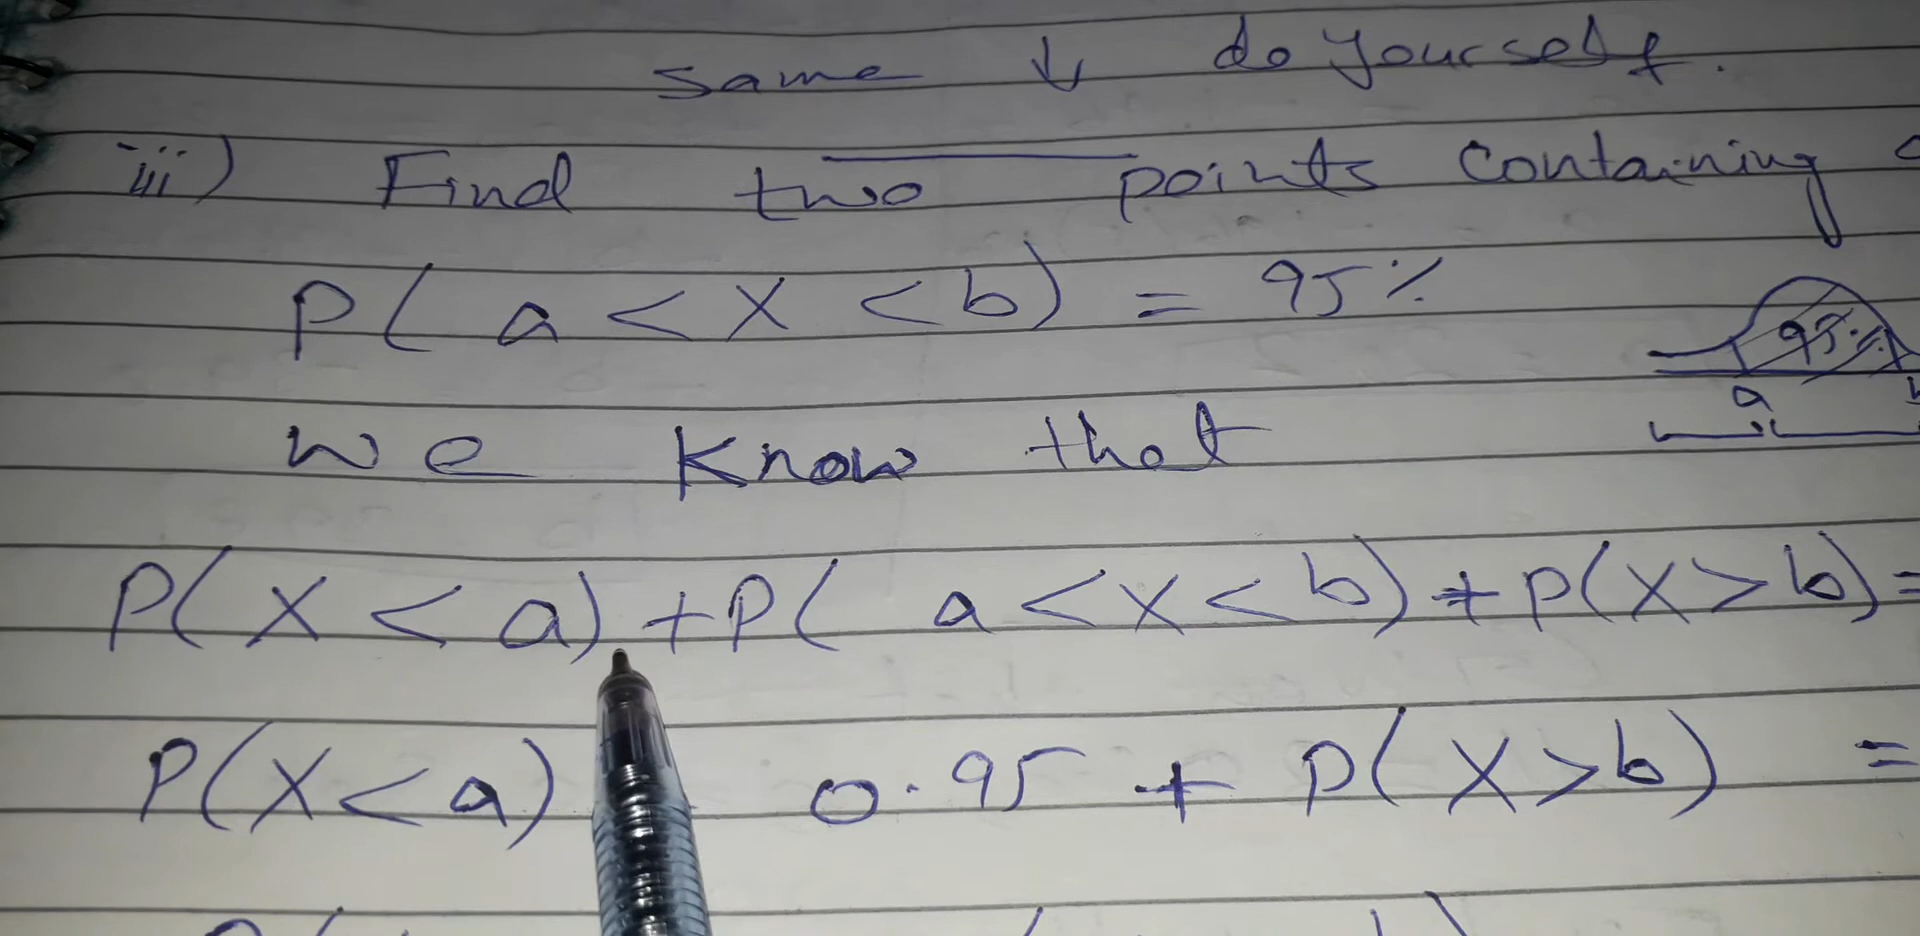 same ↓ do yourself.
iii) Find two points containing
P( a < X < b) = 95%
95%
a
we know that
P( X < a) + P( a < X < b) + P(X > b) =
P(X < a) 0.95 + P( X > b) =